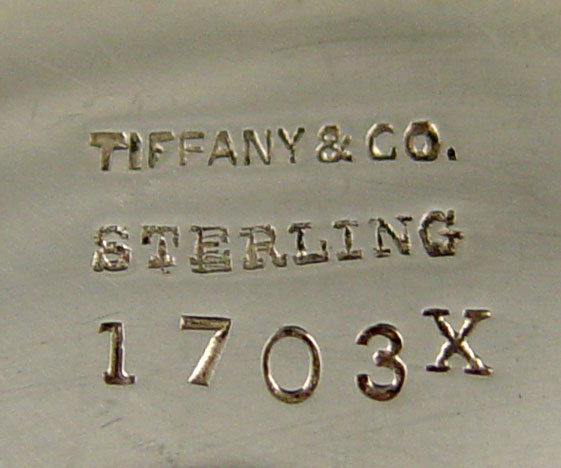 TIFFANY & CO.
STERLING
1703X